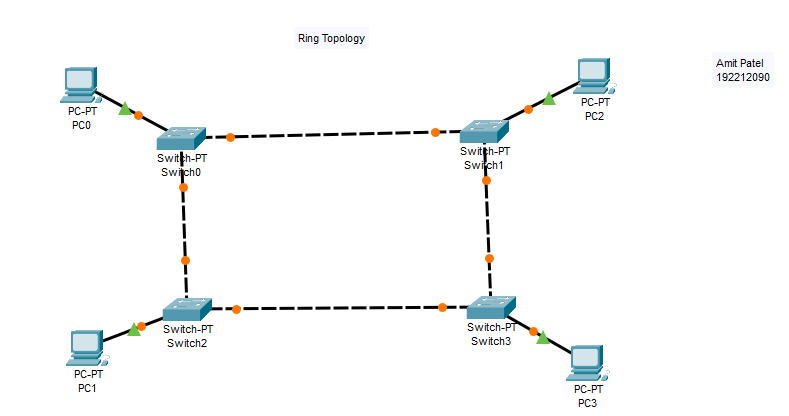 Ring Topology
Amit Patel
192212090
PC-PT
PC0
PC-PT
PC2
Switch-PT
Switch0
Switch-PT
Switch1
Switch-PT
Switch2
Switch-PT
Switch3
PC-PT
PC1
PC-PT
PC3